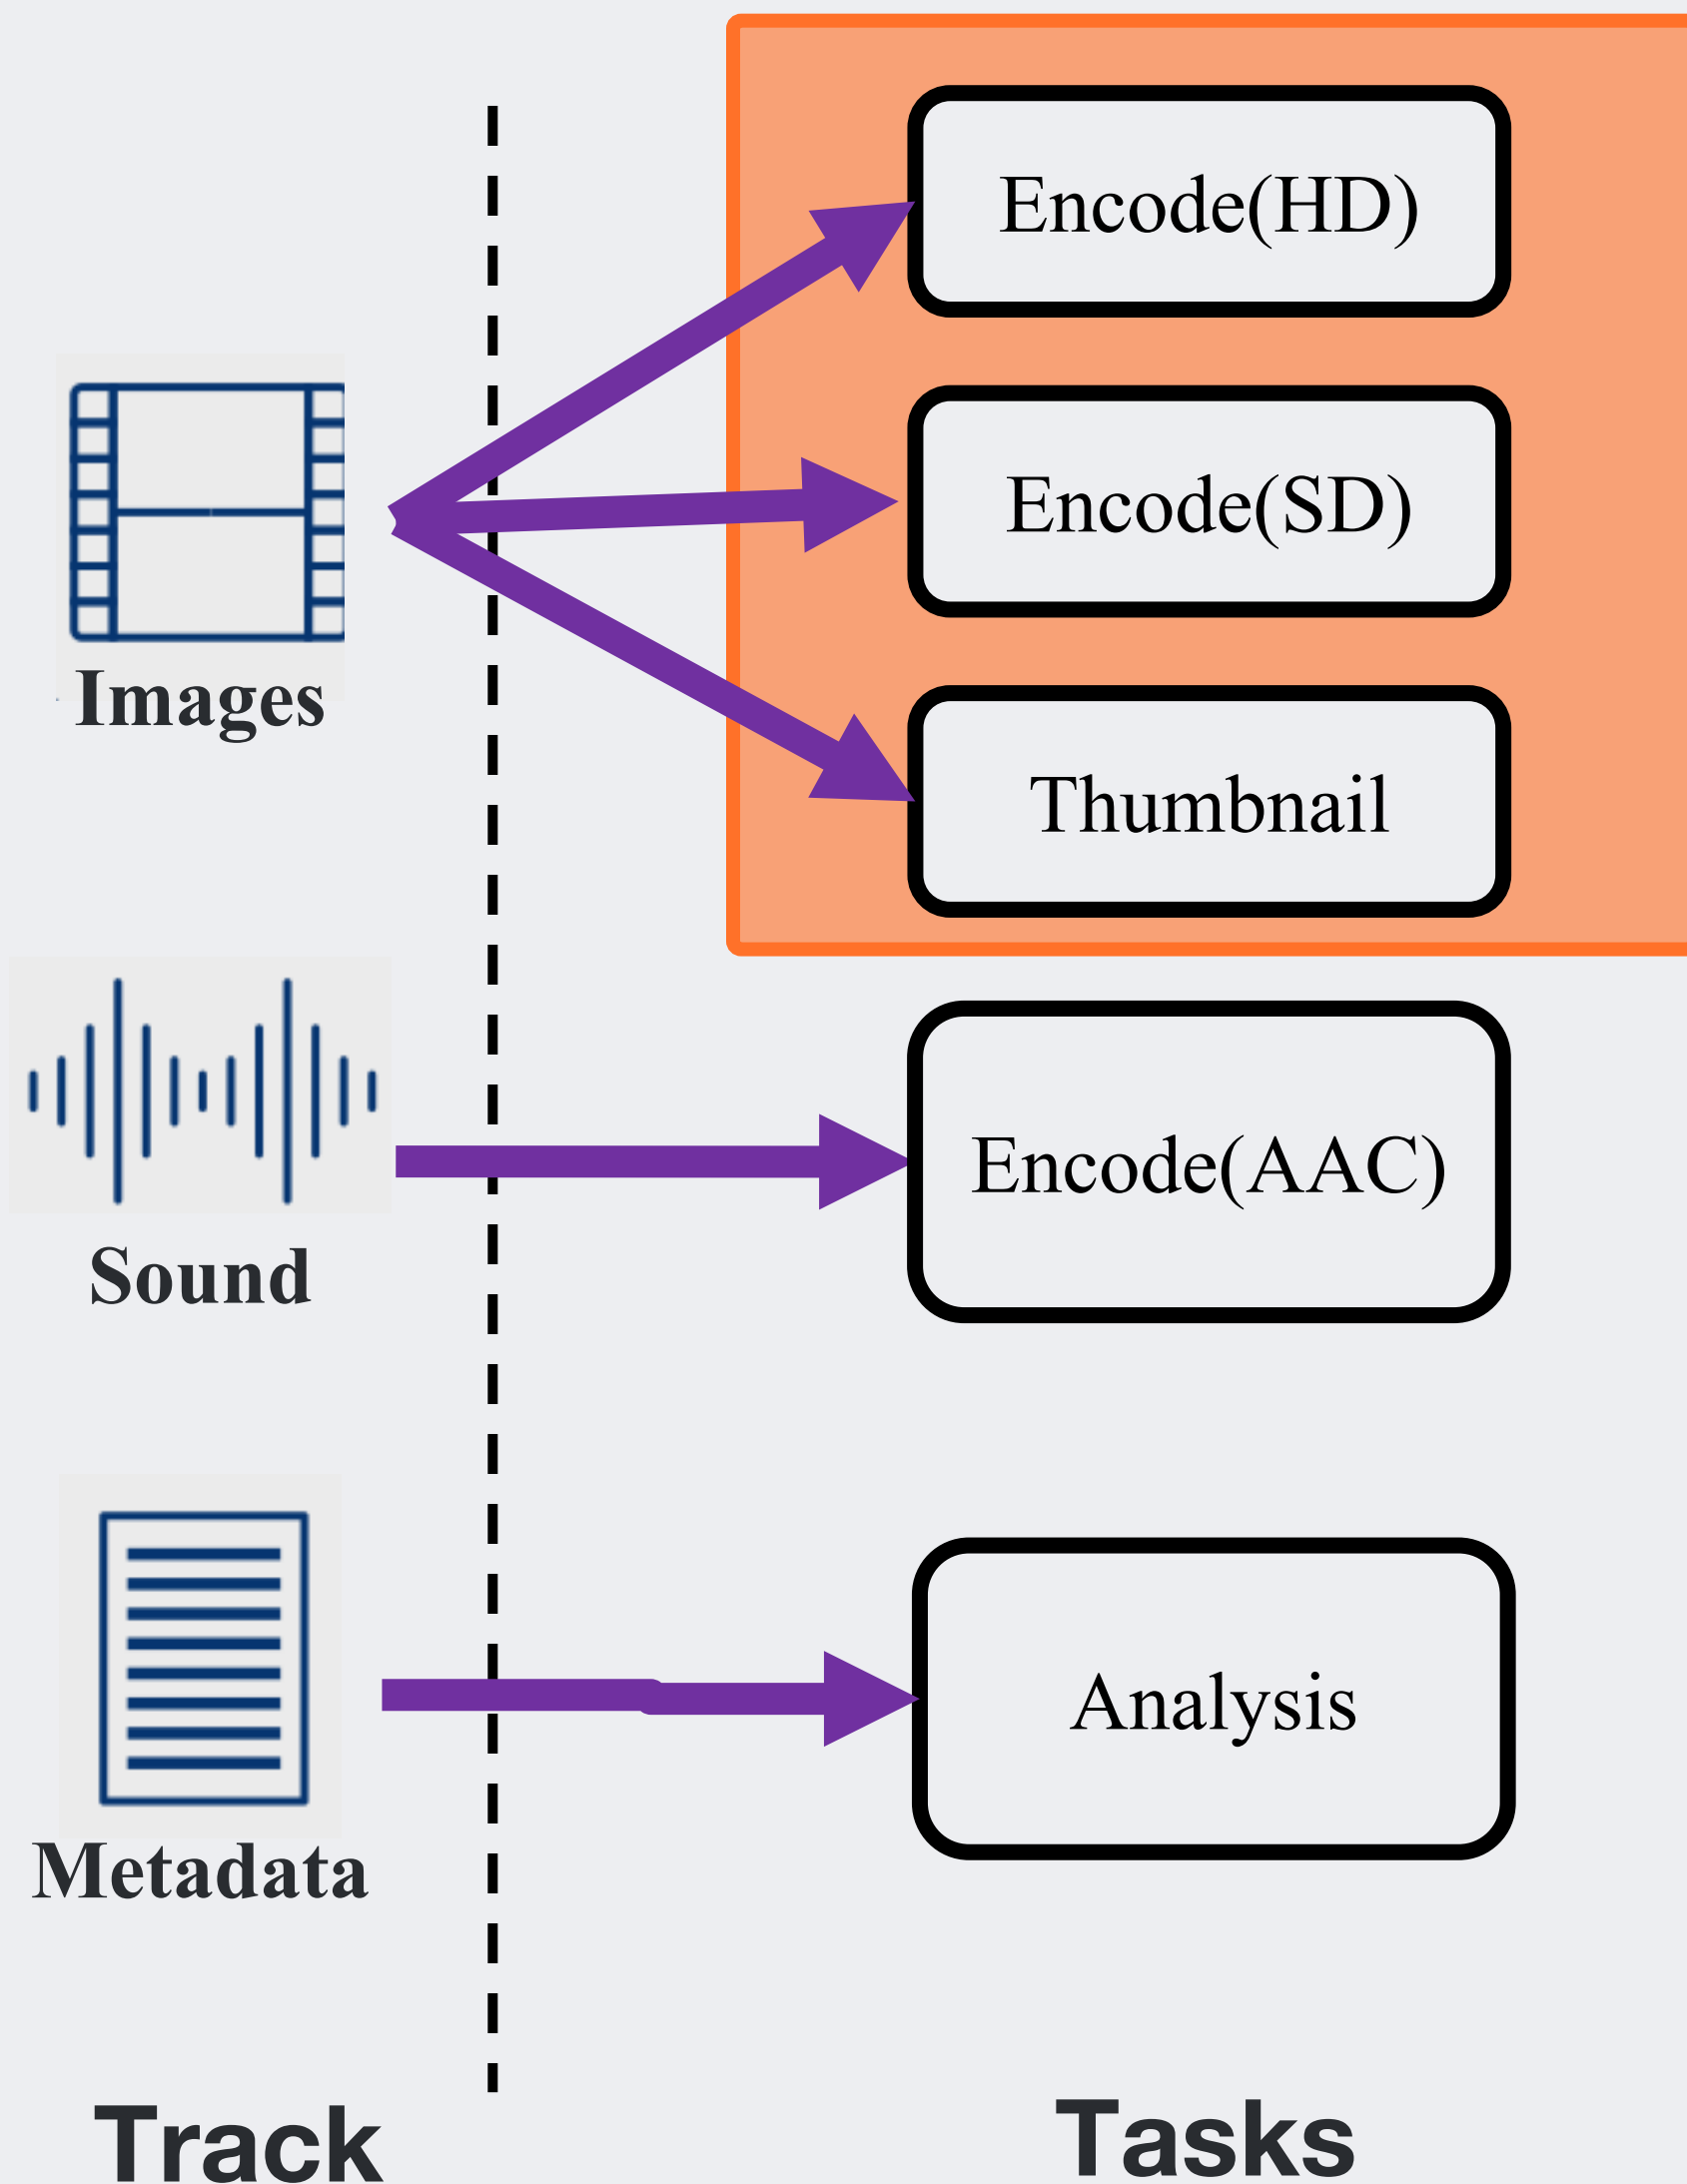 Encode(HD)
Encode(SD)
Images
Thumbnail
Encode(AAC)
Sound
Analysis
Metadata
Track
Tasks